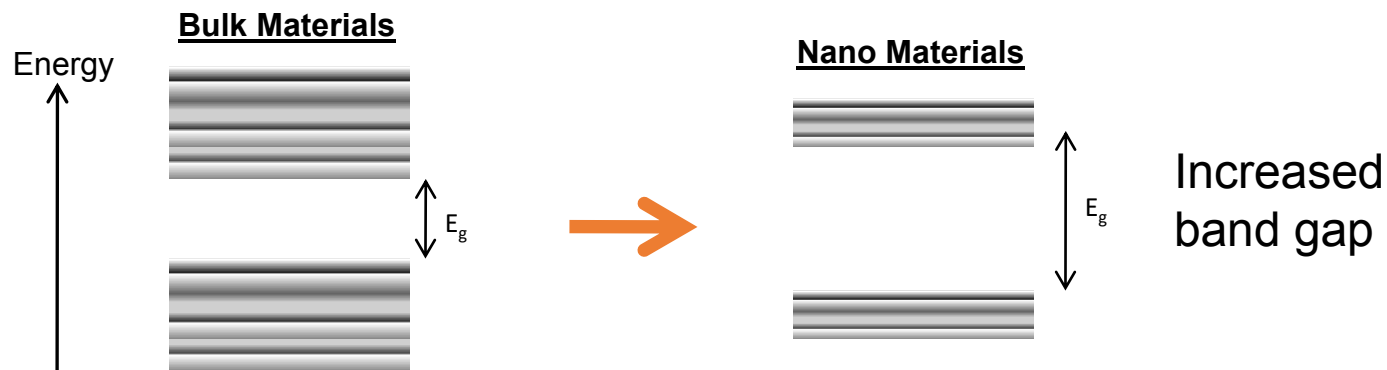 Bulk Materials
Energy
Nano Materials
Eg
Eg
Increased
band gap